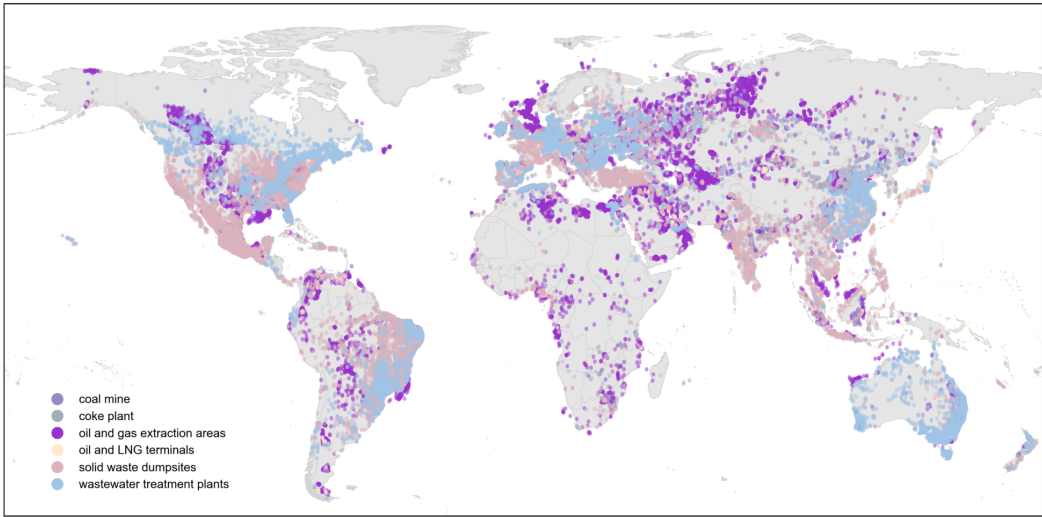 coal mine
coke plant
oil and gas extraction areas
oil and LNG terminals
solid waste dumpsites
wastewater treatment plants